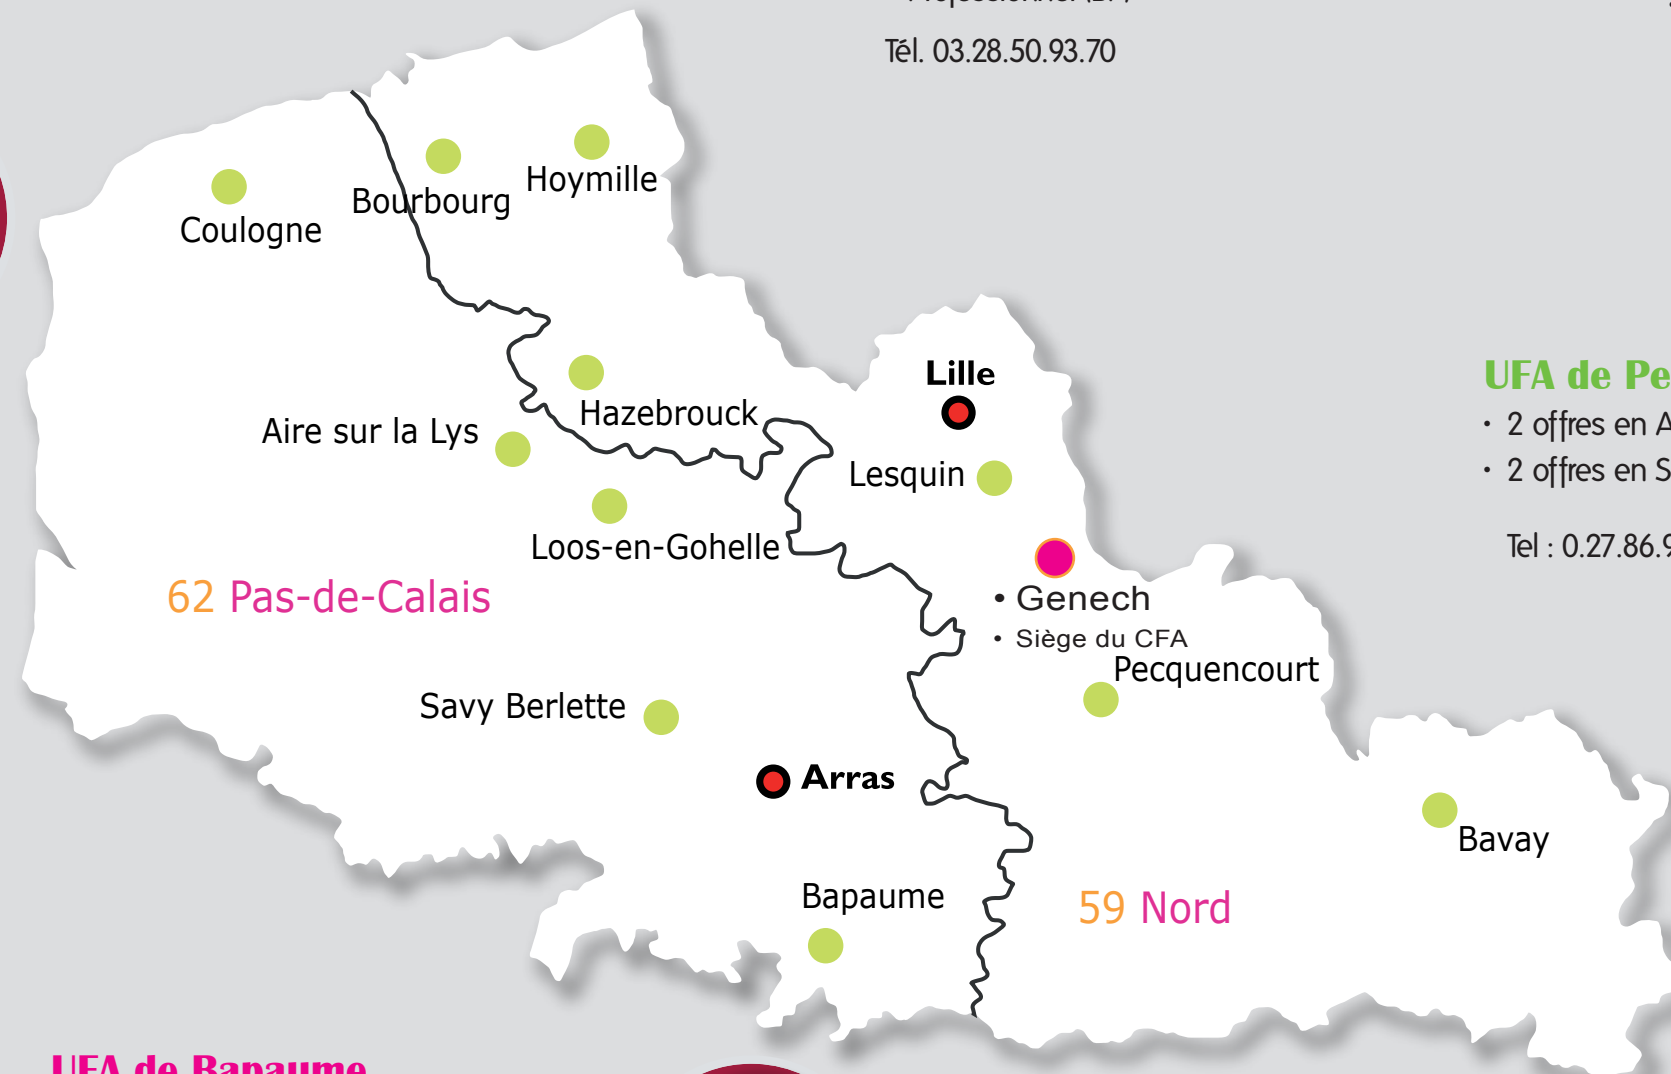 Tél. 03.28.50.93.70
Hoymille
Bourbourg
Coulogne
Lille
UFA de Pe
• 2 offres en A
• 2 offres en S
Tel : 0.27.86.9
Hazebrouck
Aire sur la Lys
Lesquin
Loos-en-Gohelle
62 Pas-de-Calais
• Genech
• Siège du CFA
Pecquencourt
Savy Berlette
Arras
Bavay
Bapaume
59 Nord
UFA de Bapaume